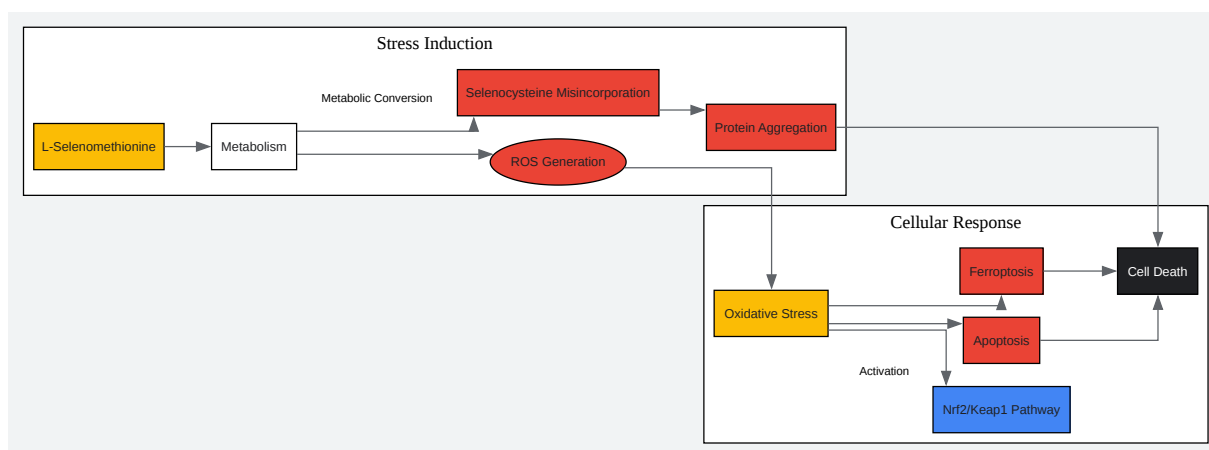 Stress Induction
Metabolic Conversion
Selenocysteine Misincorporation
Protein Aggregation
L-Selenomethionine
Metabolism
ROS Generation
Cellular Response
Ferroptosis
Cell Death
Oxidative Stress
Apoptosis
Activation
Nrf2/Keap1 Pathway